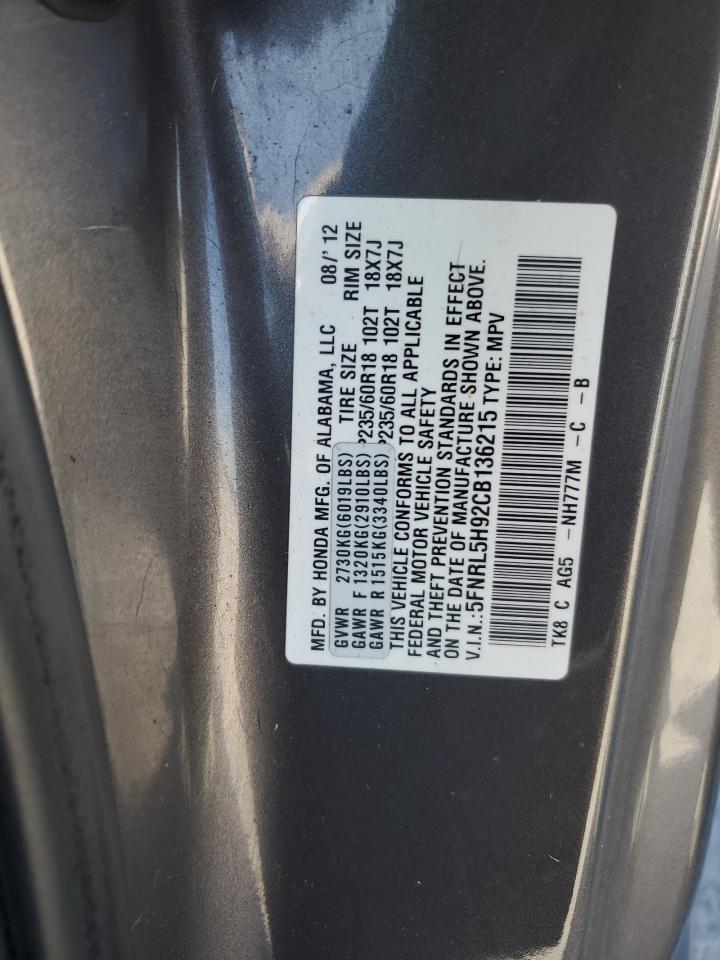 MFD. BY HONDA MFG. OF ALABAMA, LLC 08/'12
TIRE SIZE RIM SIZE
GVWR 2730KG(6019LBS)
GAWR F 1320KG(2910LBS) P235/60R18 102T 18X7J
GAWR R 1515KG(3340LBS) P235/60R18 102T 18X7J
THIS VEHICLE CONFORMS TO ALL APPLICABLE
FEDERAL MOTOR VEHICLE SAFETY
AND THEFT PREVENTION STANDARDS IN EFFECT
ON THE DATE OF MANUFACTURE SHOWN ABOVE.
V.I.N.:5FNRL5H92CB136215 TYPE: MPV
TK8 C AG5 -NH777M -C -B